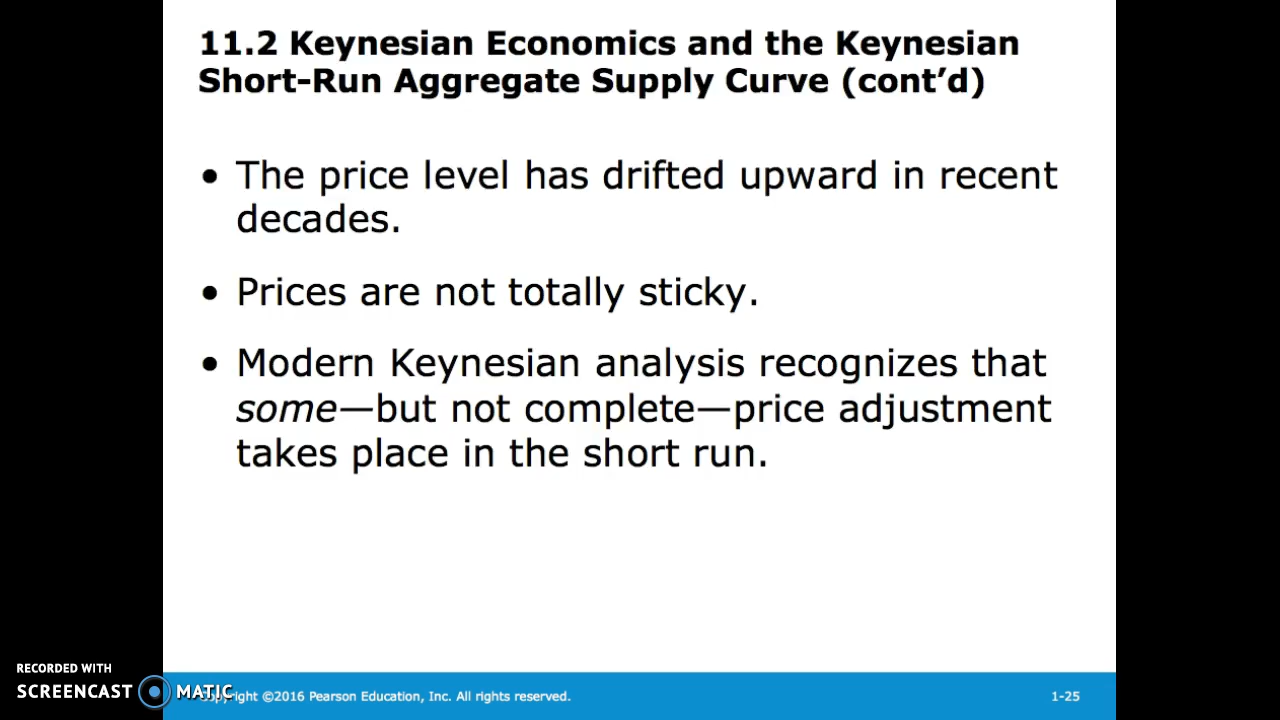 11.2 Keynesian Economics and the Keynesian
Short-Run Aggregate Supply Curve (cont’d)
• The price level has drifted upward in recent
decades.
• Prices are not totally sticky.
• Modern Keynesian analysis recognizes that
some—but not complete—price adjustment
takes place in the short run.
RECORDED WITH
SCREENCAST MATIC
Copyright ©2016 Pearson Education, Inc. All rights reserved.
1-25